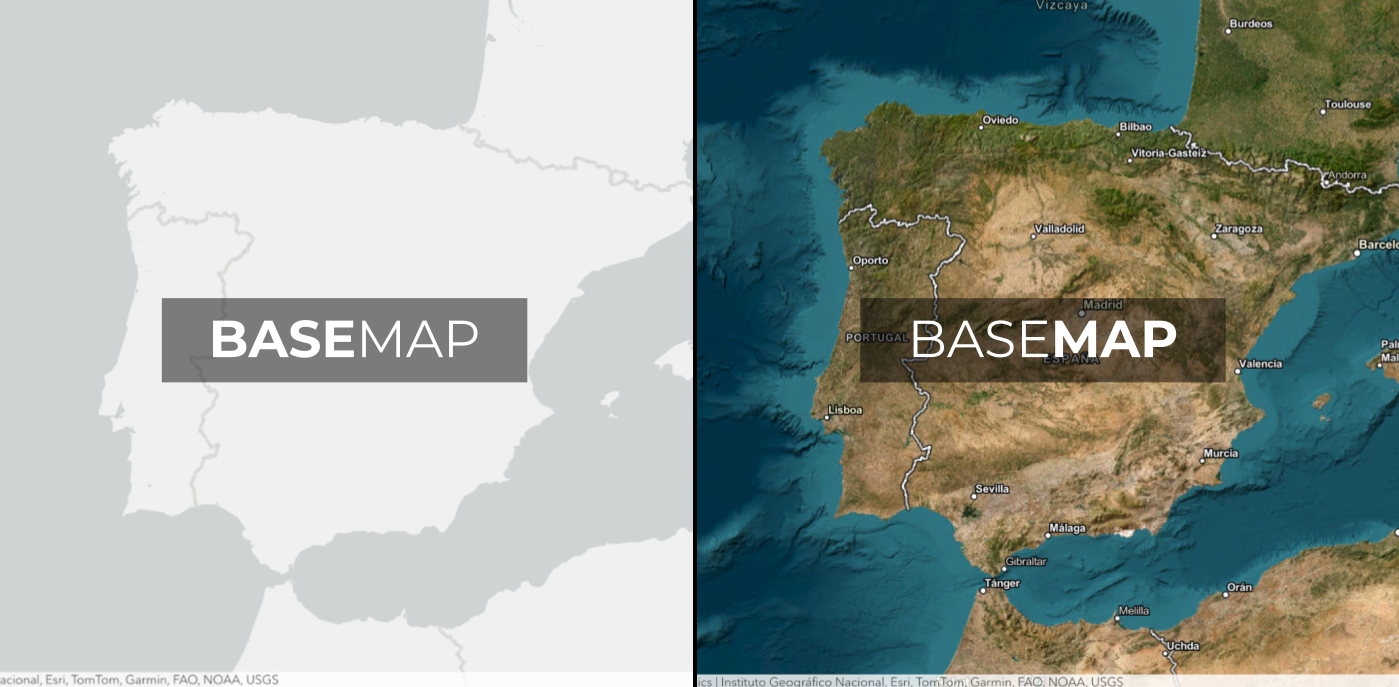 BASEMAP
acional, Esri, TomTom, Garmin, FAO, NOAA, USGS
Vizcaya
Burdeos
Toulouse
Oviedo
Bilbao
Vitoria-Gasteiz
Andorra
Valladolid
Zaragoza
Barcelo
Oporto
Madrid
PORTUGAL
BASEMAP
ESPAÑA
Pal
Mal
Valencia
Lisboa
Murcia
Sevilla
Málaga
Gibraltar
Tánger
Orán
Melilla
Uchda
ics | Instituto Geográfico Nacional, Esri, TomTom, Garmin, FAO, NOAA, USGS